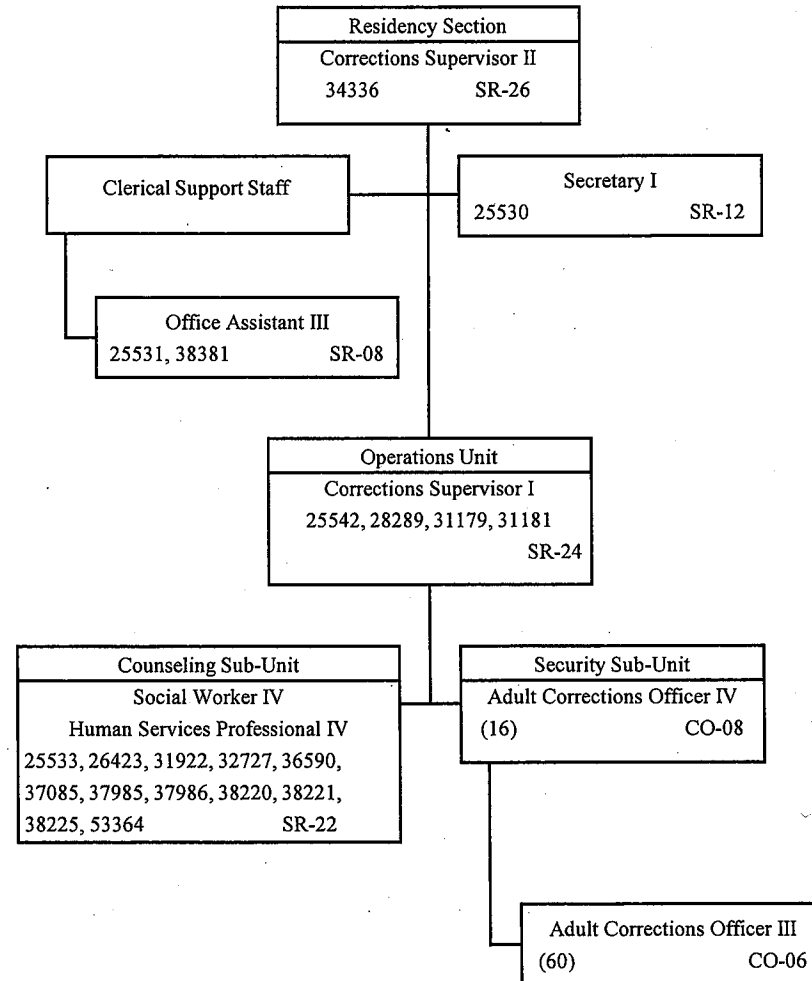 Residency Section
Corrections Supervisor II
34336 SR-26
Clerical Support Staff
Secretary I
25530 SR-12
Office Assistant III
25531, 38381 SR-08
Operations Unit
Corrections Supervisor I
25542, 28289, 31179, 31181
SR-24
Counseling Sub-Unit
Social Worker IV
Human Services Professional IV
25533, 26423, 31922, 32727, 36590,
37085, 37985, 37986, 38220, 38221,
38225, 53364 SR-22
Security Sub-Unit
Adult Corrections Officer IV
(16) CO-08
Adult Corrections Officer III
(60) CO-06